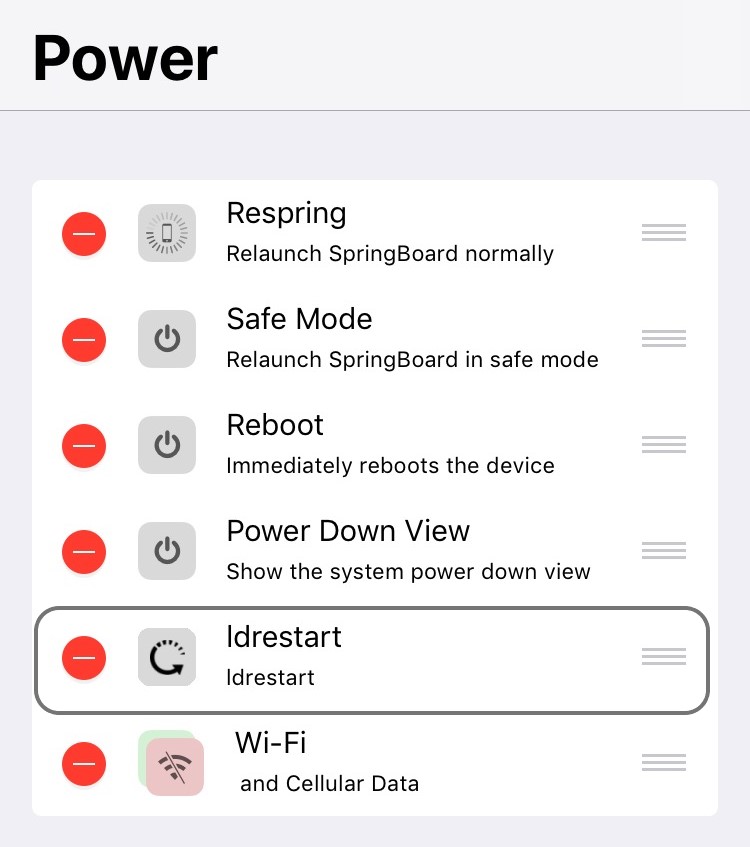 Power
Respring
Relaunch SpringBoard normally
Safe Mode
Relaunch SpringBoard in safe mode
Reboot
Immediately reboots the device
Power Down View
Show the system power down view
ldrestart
ldrestart
Wi-Fi
and Cellular Data